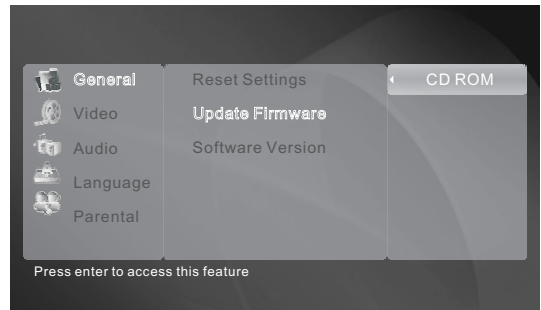 General
Video
Audio
Language
Parental
Reset Settings
Update Firmware
Software Version
CD ROM
Press enter to access this feature